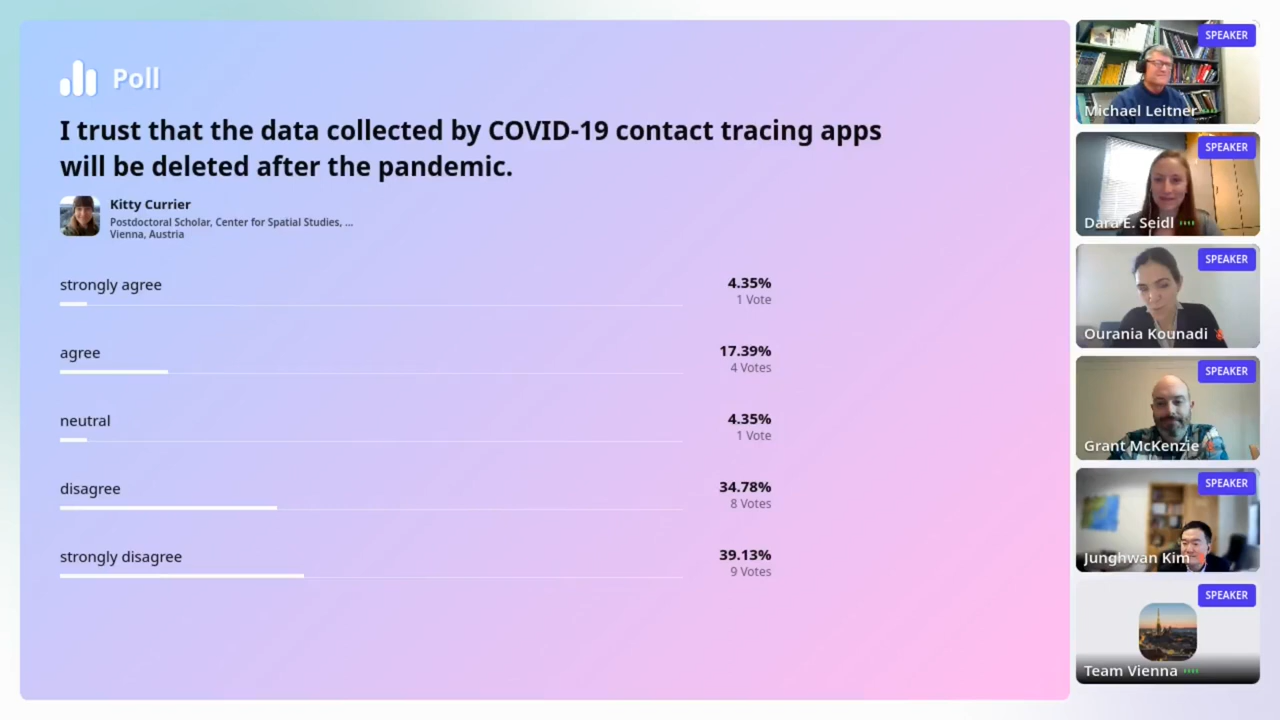 Poll
I trust that the data collected by COVID-19 contact tracing apps
will be deleted after the pandemic.
Kitty Currier
Postdoctoral Scholar, Center for Spatial Studies, ...
Vienna, Austria
strongly agree
4.35%
1 Vote
agree
17.39%
4 Votes
neutral
4.35%
1 Vote
disagree
34.78%
8 Votes
strongly disagree
39.13%
9 Votes
SPEAKER
Michael Leitner
SPEAKER
Dara E. Seidl
SPEAKER
Ourania Kounadi
SPEAKER
Grant McKenzie
SPEAKER
Junghwan Kim
SPEAKER
Team Vienna